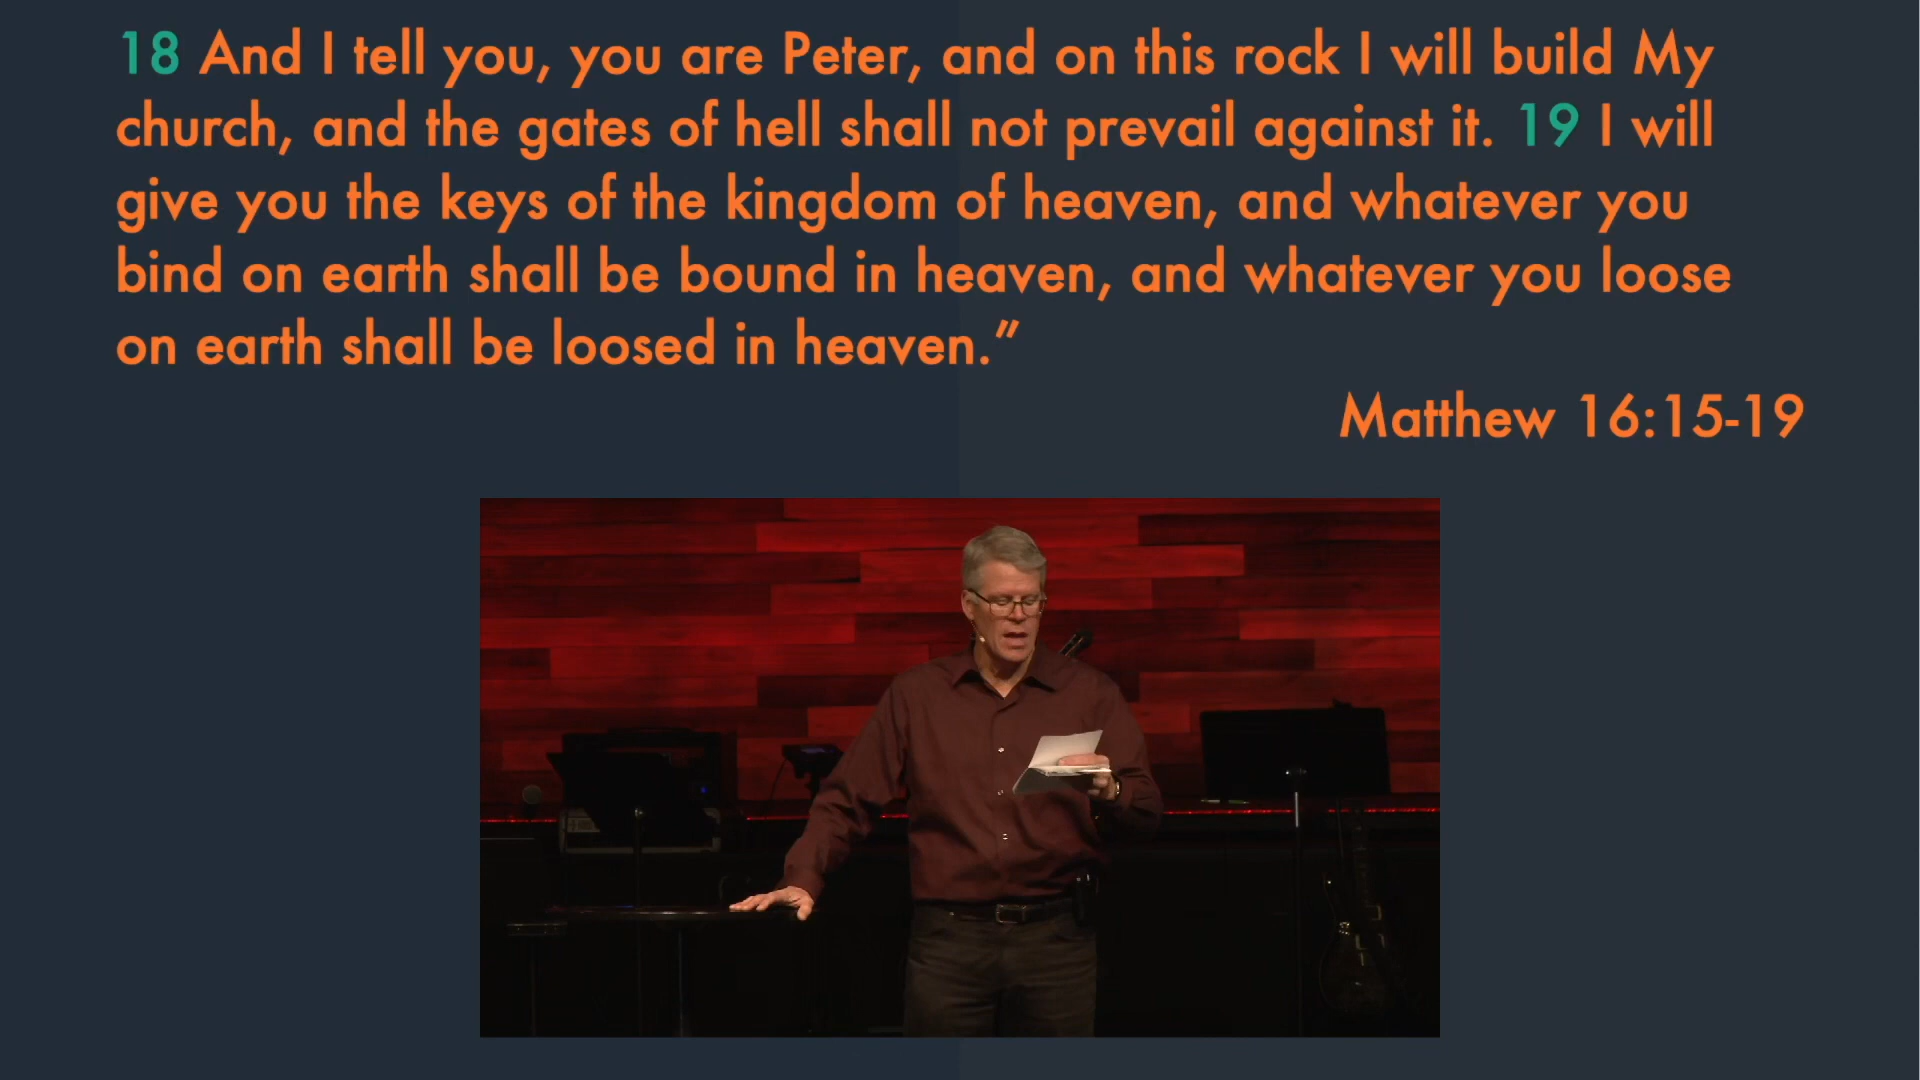 18 And I tell you, you are Peter, and on this rock I will build My
church, and the gates of hell shall not prevail against it. 19 I will
give you the keys of the kingdom of heaven, and whatever you
bind on earth shall be bound in heaven, and whatever you loose
on earth shall be loosed in heaven.”
Matthew 16:15-19